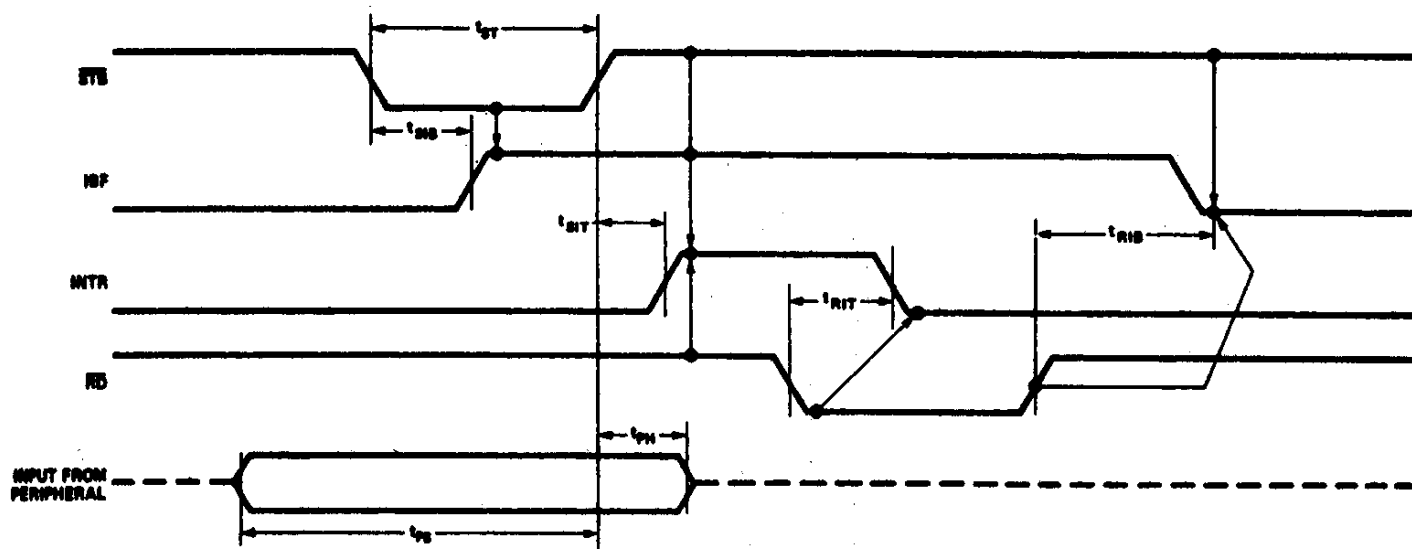 tST
STB
tSIB
IBF
tSIT
tRIB
INTR
tRIT
RD
tPH
INPUT FROM
PERIPHERAL
tPS